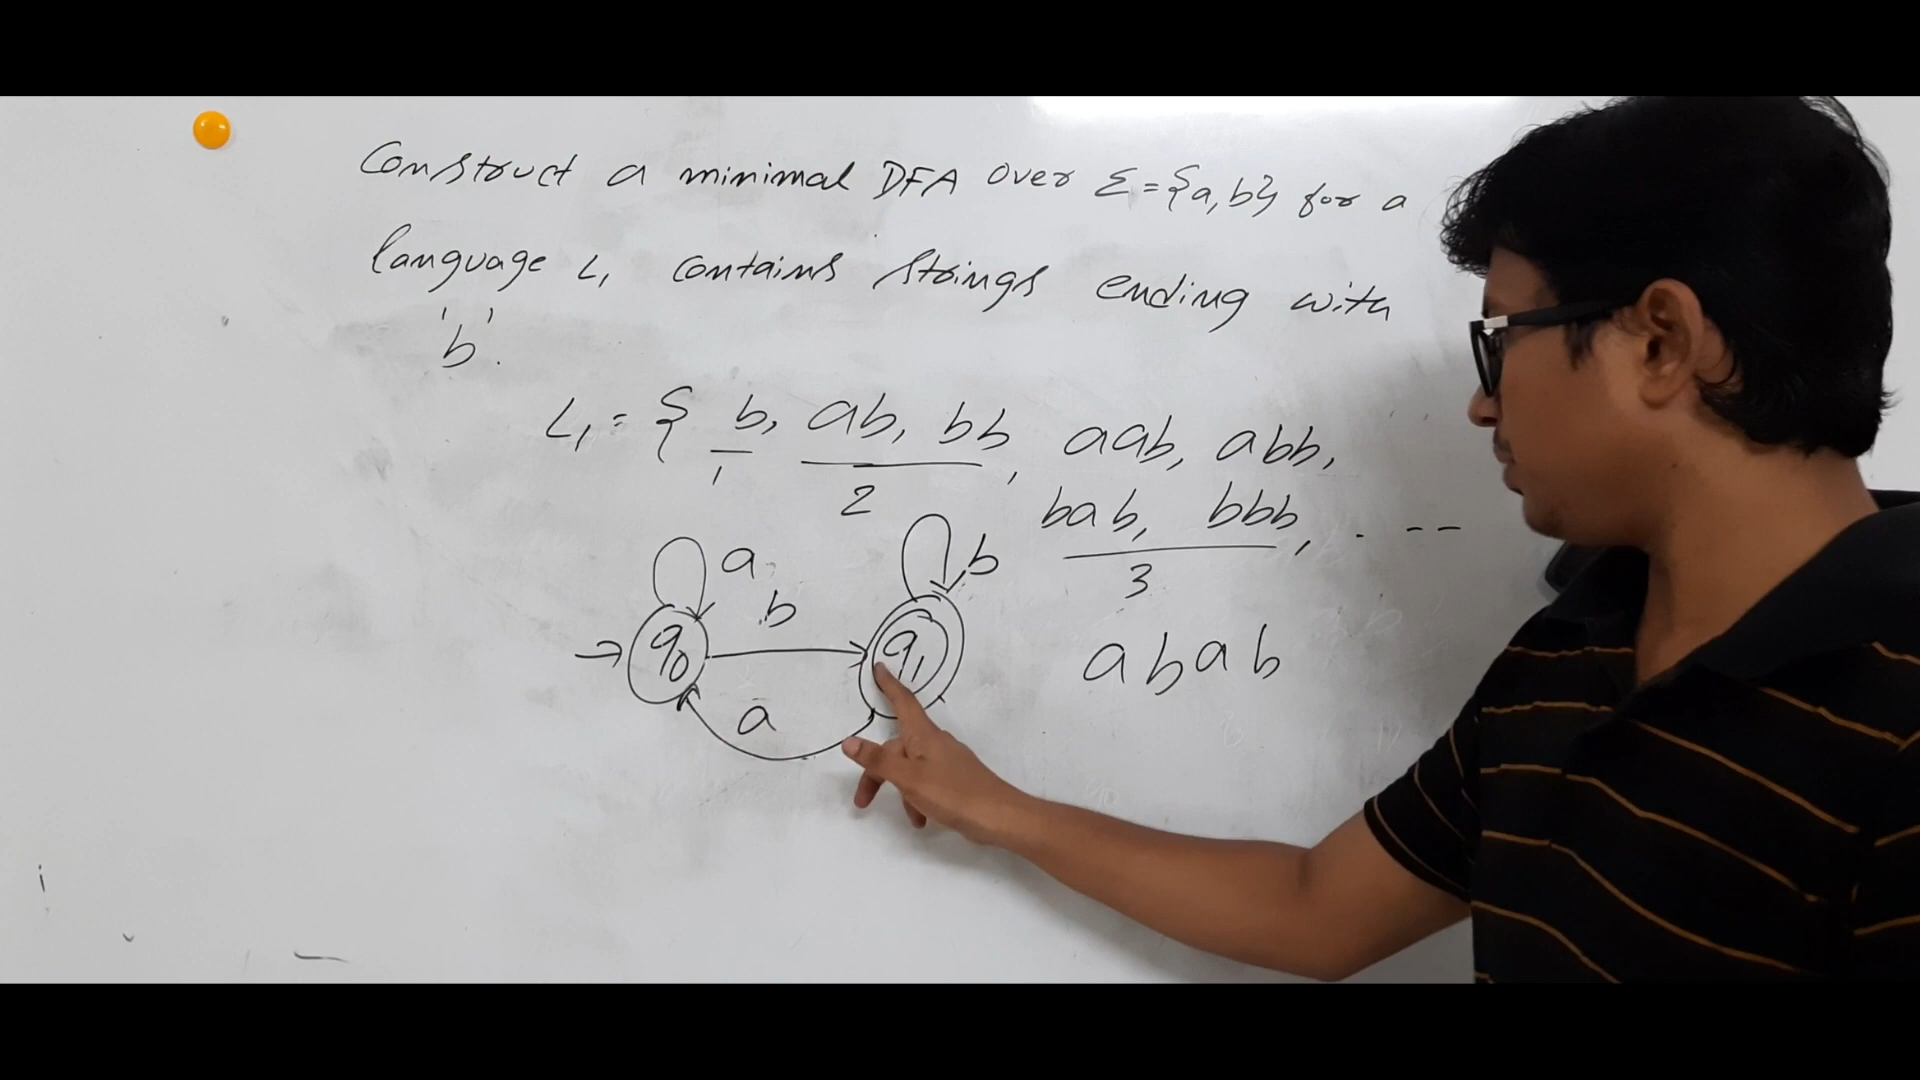 Construct a minimal DFA over Σ={a,b} for a
language L₁ contains strings ending with
'b'.
L₁ = { b, ab, bb, aab, abb,
1 2
bab, bbb, . --
3
a b
b
→ q₀ q₁
a
a b a b